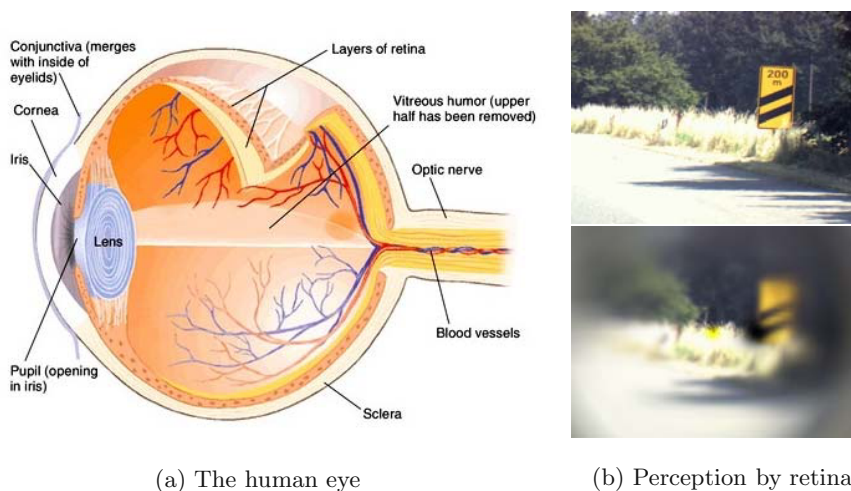 Conjunctiva (merges
with inside of
eyelids)
Cornea
Iris
Lens
Pupil (opening
in iris)
Layers of retina
Vitreous humor (upper
half has been removed)
Optic nerve
Blood vessels
Sclera
200
m
(a) The human eye
(b) Perception by retina